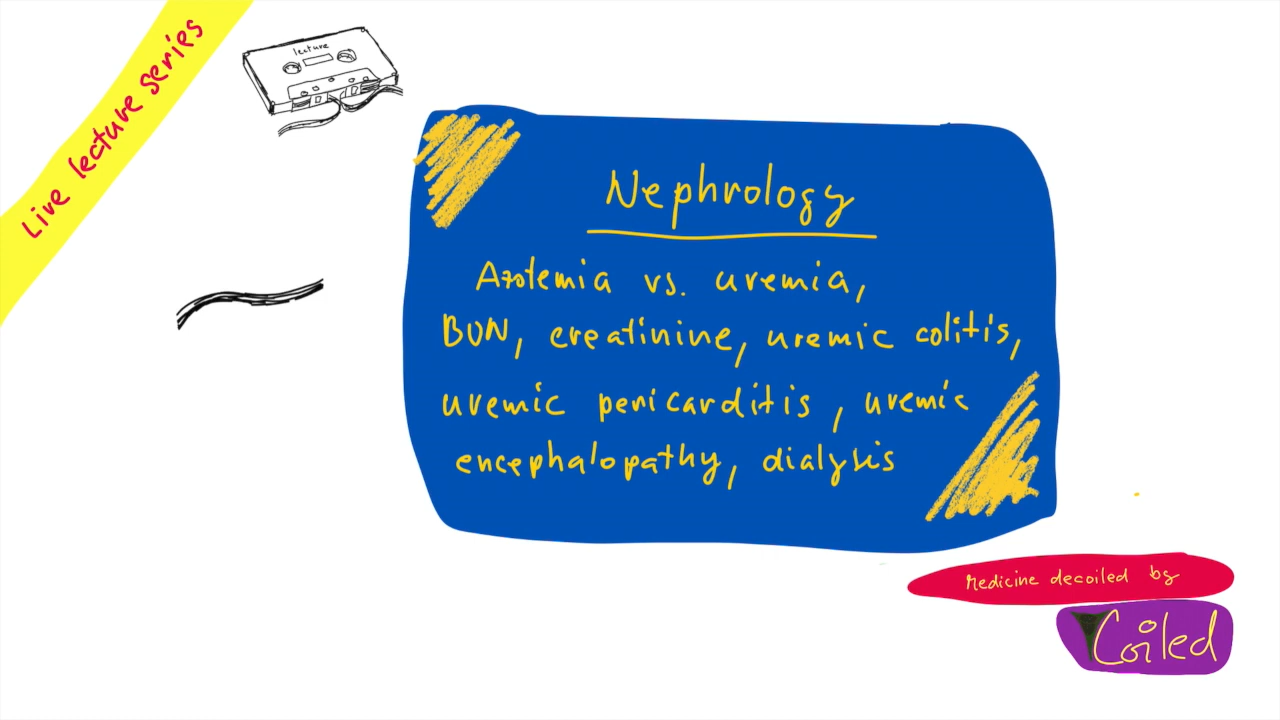 Live lecture series
lecture
Nephrology
Azotemia vs. uremia,
BUN, creatinine, uremic colitis,
uremic pericarditis, uremic
encephalopathy, dialysis
Medicine decoiled by
Coiled